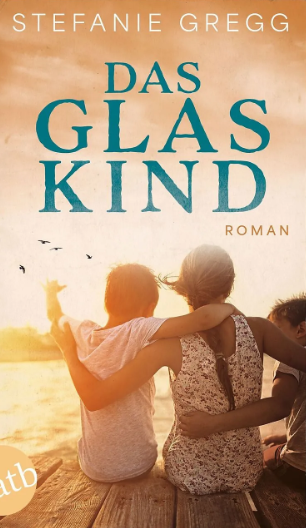 STEFANIE GREGG
DAS
GLAS
KIND
ROMAN
atb